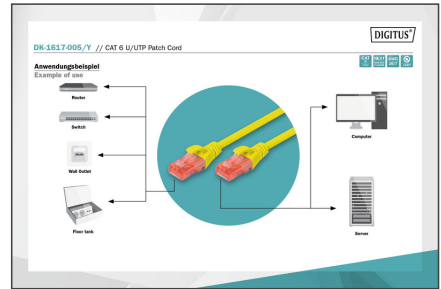 DIGITUS®
DK-1617-005/Y // CAT 6 U/UTP Patch Cord
Anwendungsbeispiel
Example of use
Router
Switch
Wall Outlet
Floor tank
Computer
Server